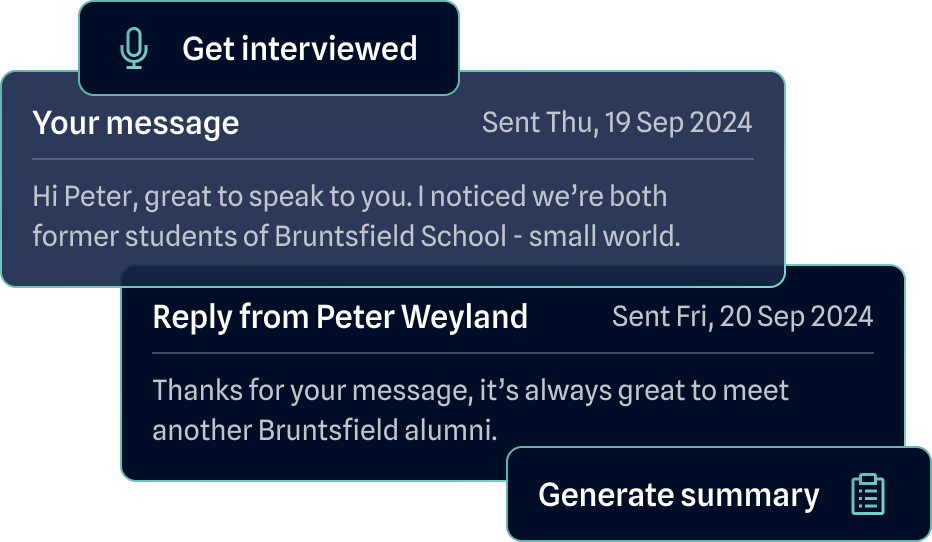 Get interviewed
Your message
Sent Thu, 19 Sep 2024
Hi Peter, great to speak to you. I noticed we’re both
former students of Bruntsfield School - small world.
Reply from Peter Weyland
Sent Fri, 20 Sep 2024
Thanks for your message, it’s always great to meet
another Bruntsfield alumni.
Generate summary